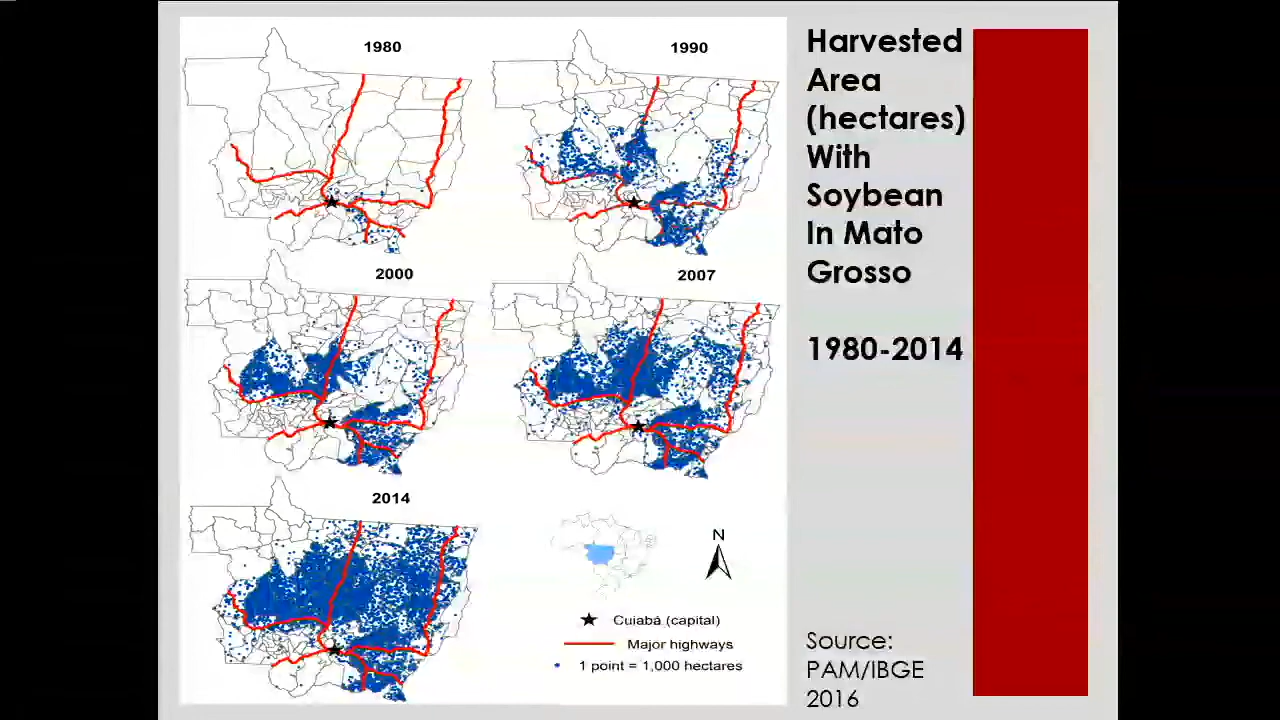 1980
1990
2000
2007
2014
N
Cuiabá (capital)
Major highways
1 point = 1,000 hectares
Harvested
Area
(hectares)
With
Soybean
In Mato
Grosso
1980-2014
Source:
PAM/IBGE
2016